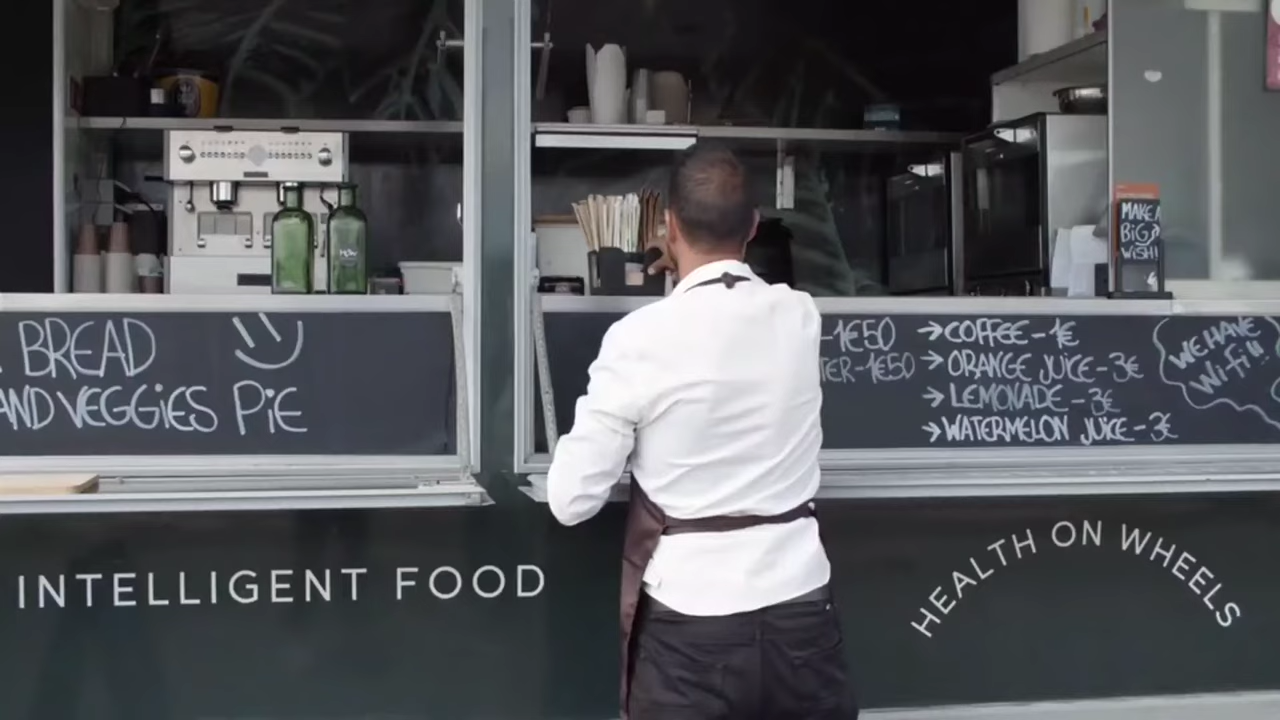 MAKE A
BiG
WiSH!
BREAD
AND VEGGiES PiE
-1€50
TER-1€50
→COFFEE-1€
→ORANGE JUiCE-3€
→LEMONADE-3€
→WATERMELON JUiCE-3€
WE HAVE
Wi-Fi!!
INTELLIGENT FOOD
HEALTH ON WHEELS